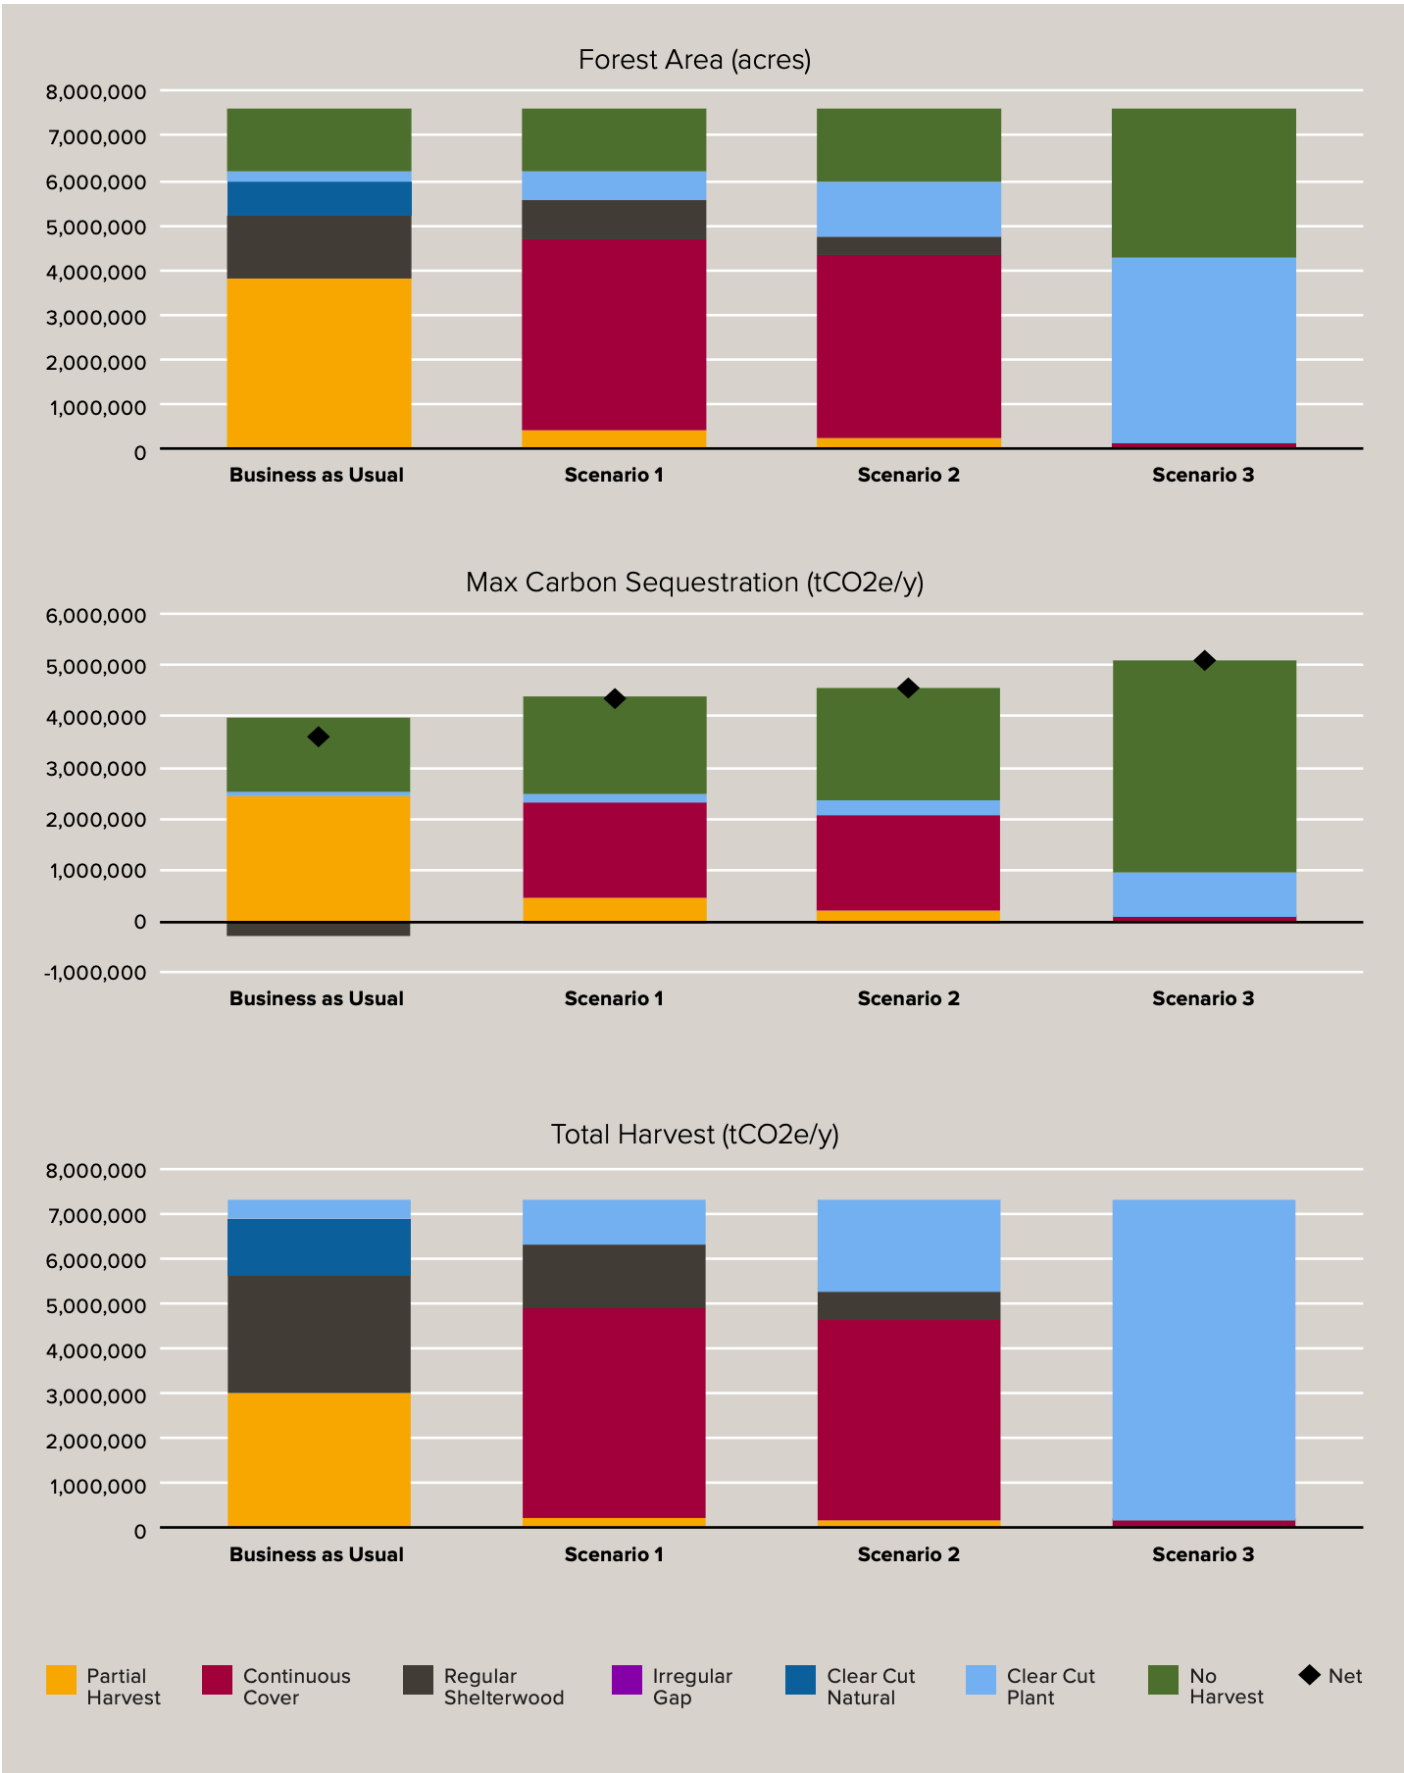 Forest Area (acres)
8,000,000
7,000,000
6,000,000
5,000,000
4,000,000
3,000,000
2,000,000
1,000,000
0
Business as Usual
Scenario 1
Scenario 2
Scenario 3
Max Carbon Sequestration (tCO2e/y)
6,000,000
5,000,000
4,000,000
3,000,000
2,000,000
1,000,000
0
-1,000,000
Business as Usual
Scenario 1
Scenario 2
Scenario 3
Total Harvest (tCO2e/y)
8,000,000
7,000,000
6,000,000
5,000,000
4,000,000
3,000,000
2,000,000
1,000,000
0
Business as Usual
Scenario 1
Scenario 2
Scenario 3
Partial
Harvest
Continuous
Cover
Regular
Shelterwood
Irregular
Gap
Clear Cut
Natural
Clear Cut
Plant
No
Harvest
Net